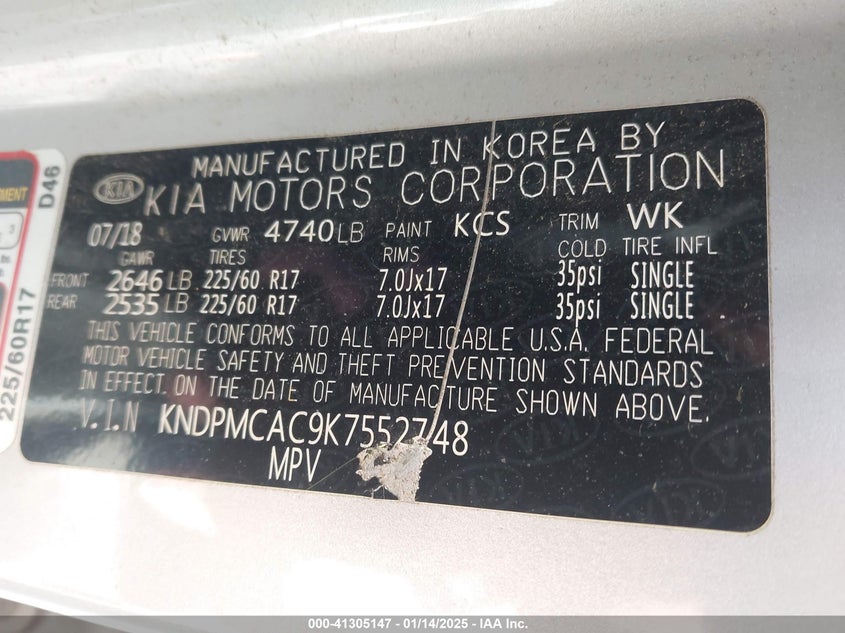 MANUFACTURED IN KOREA BY
KIA KIA MOTORS CORPORATION
07/18 GVWR 4740LB PAINT KCS TRIM WK
GAWR TIRES RIMS COLD TIRE INFL
FRONT 2646LB 225/60 R17 7.0Jx17 35psi SINGLE
REAR 2535LB 225/60 R17 7.0Jx17 35psi SINGLE
THIS VEHICLE CONFORMS TO ALL APPLICABLE U.S.A. FEDERAL
MOTOR VEHICLE SAFETY AND THEFT PREVENTION STANDARDS
IN EFFECT ON THE DATE OF MANUFACTURE SHOWN ABOVE.
V.I.N KNDPMCAC9K7552748
MPV
D46
225/60R17
000-41305147 — 01/14/2025 — IAA Inc.